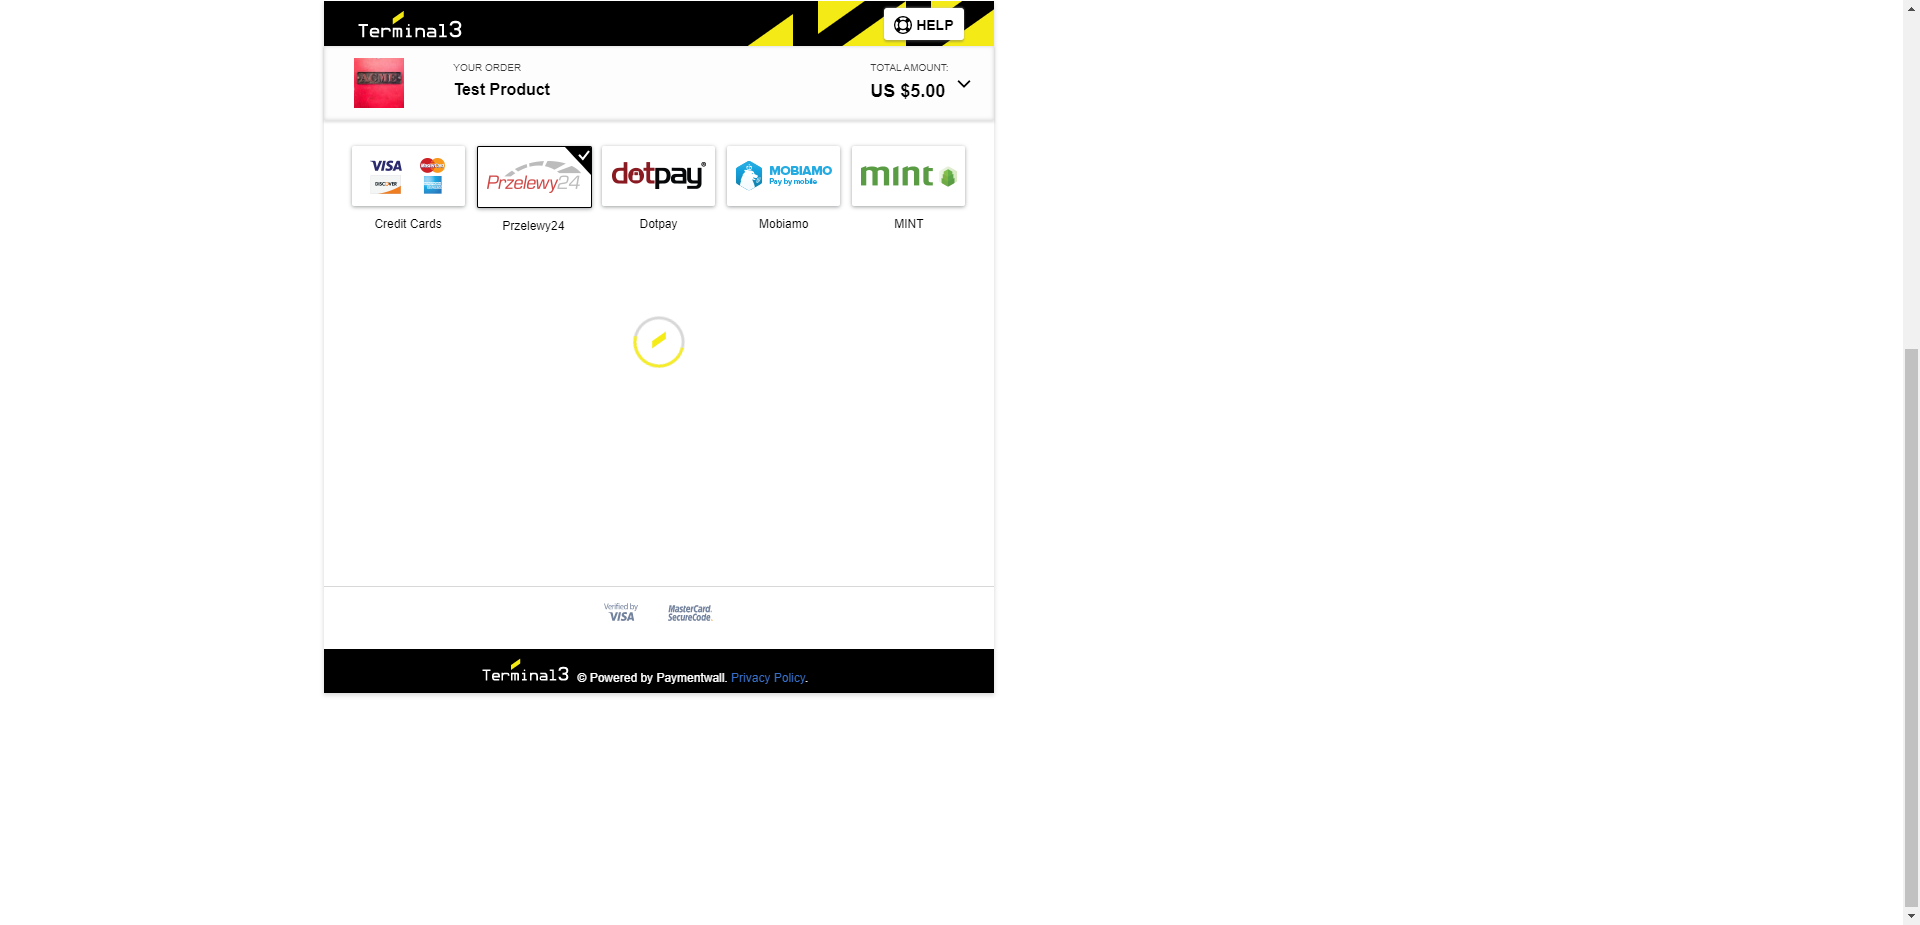 Terminal3
HELP
YOUR ORDER
Test Product
TOTAL AMOUNT:
US $5.00
ACME
VISA
MasterCard
DISCOVER
Przelewy24
dotpay®
MOBIAMO
Pay by mobile
mint
Credit Cards
Przelewy24
Dotpay
Mobiamo
MINT
Verified by
VISA
MasterCard.
SecureCode.
Terminal3 © Powered by Paymentwall. Privacy Policy.